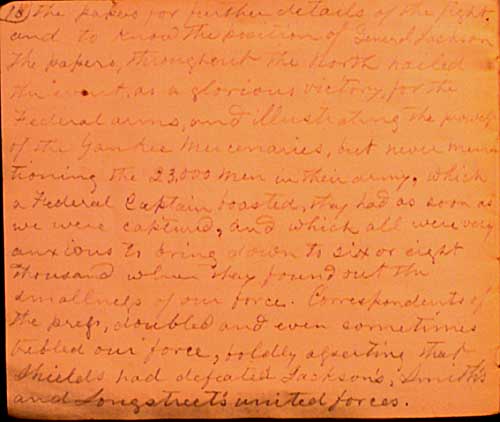 (13) the papers for further details of the fight.
and to know the position of General Jackson
The papers, throughout the North hailed
the event, as a glorious victory, for the
Federal arms, and illustrating the prowess
of the Yankee Mercenaries, but never men-
tioning the 23,000 men in their army, which
a Federal Captain boasted, they had as soon as
we were captured, and which all were very
anxious to bring down to six or eight
thousand when they found out the
smallness of our force. Correspondents of
the press, doubled and even sometimes
trebled our force, boldly asserting that
Shields had defeated Jackson's, Smith's
and Longstreet's united forces.